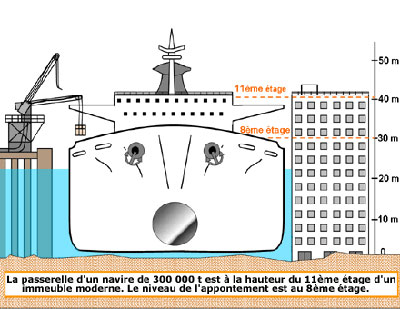 50 m
11ème étage
40 m
8ème étage
30 m
20 m
10 m
0
La passerelle d'un navire de 300 000 t est à la hauteur du 11ème étage d'un
immeuble moderne. Le niveau de l'appontement est au 8ème étage.